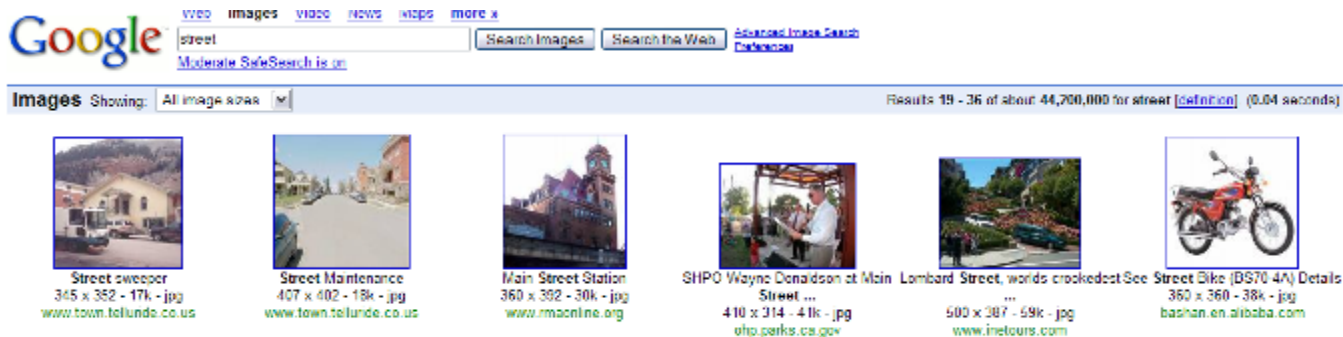 Web Images Video News Maps more »
Google
street
Search Images
Search the Web
Advanced Image Search
Preferences
Moderate SafeSearch is on
Images Showing: All image sizes
Results 19 - 36 of about 44,200,000 for street [definition] (0.04 seconds)
Street sweeper
345 x 352 - 17k - jpg
www.town.telluride.co.us
Street Maintenance
407 x 402 - 18k - jpg
www.town.telluride.co.us
Main Street Station
360 x 392 - 30k - jpg
www.rmaonline.org
SHPO Wayne Donaldson at Main
Street ...
410 x 314 - 41k - jpg
ohp.parks.ca.gov
Lombard Street, worlds crookedest
...
500 x 387 - 59k - jpg
www.inetours.com
See Street Bike (BS70-4A) Details
360 x 360 - 38k - jpg
bashan.en.alibaba.com